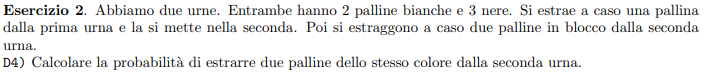 Esercizio 2. Abbiamo due urne. Entrambe hanno 2 palline bianche e 3 nere. Si estrae a caso una pallina
dalla prima urna e la si mette nella seconda. Poi si estraggono a caso due palline in blocco dalla seconda
urna.
D4) Calcolare la probabilità di estrarre due palline dello stesso colore dalla seconda urna.